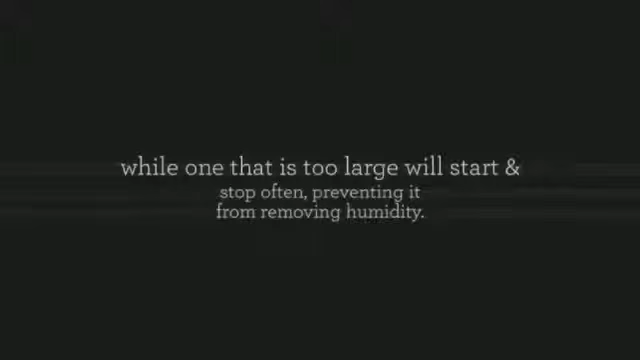 while one that is too large will start &
stop often, preventing it
from removing humidity.